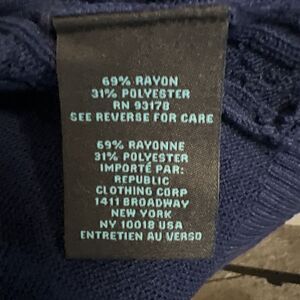 69% RAYON
31% POLYESTER
RN 93178
SEE REVERSE FOR CARE
69% RAYONNE
31% POLYESTER
IMPORTÉ PAR:
REPUBLIC
CLOTHING CORP
1411 BROADWAY
NEW YORK
NY 10018 USA
ENTRETIEN AU VERSO